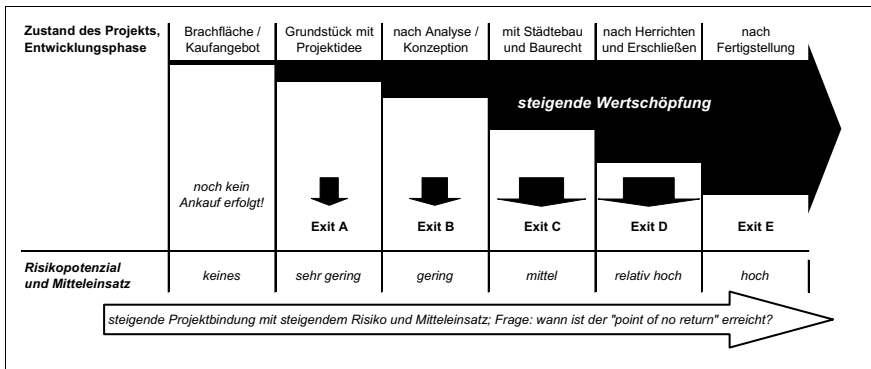 Zustand des Projekts,
Entwicklungsphase
Brachfläche /
Kaufangebot
Grundstück mit
Projektidee
nach Analyse /
Konzeption
mit Städtebau
und Baurecht
nach Herrichten
und Erschließen
nach
Fertigstellung
steigende Wertschöpfung
noch kein
Ankauf erfolgt!
Exit A
Exit B
Exit C
Exit D
Exit E
Risikopotenzial
und Mitteleinsatz
keines
sehr gering
gering
mittel
relativ hoch
hoch
steigende Projektbindung mit steigendem Risiko und Mitteleinsatz; Frage: wann ist der "point of no return" erreicht?